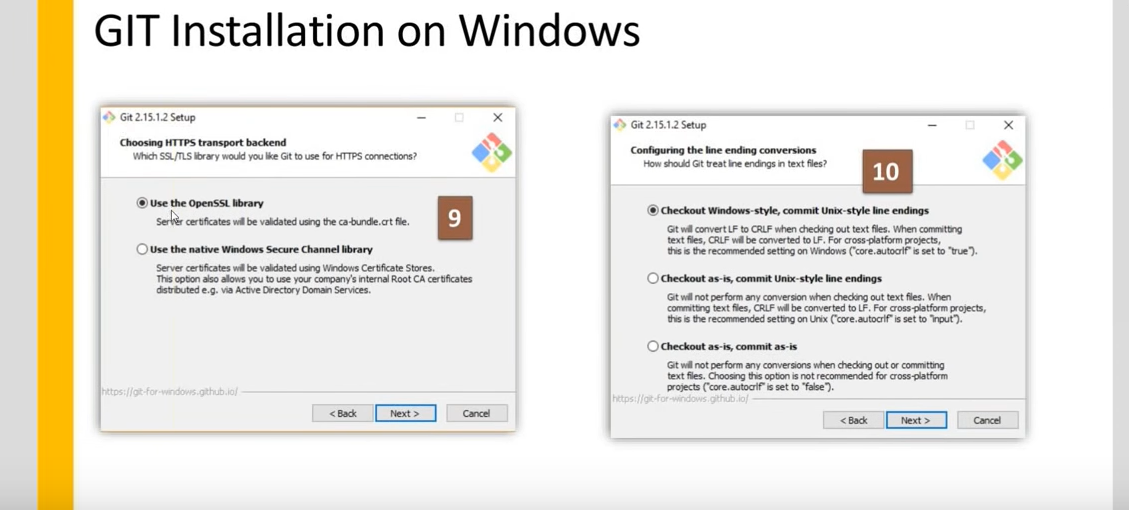 GIT Installation on Windows
Git 2.15.1.2 Setup
Choosing HTTPS transport backend
Which SSL/TLS library would you like Git to use for HTTPS connections?
9
Use the OpenSSL library
Server certificates will be validated using the ca-bundle.crt file.
Use the native Windows Secure Channel library
Server certificates will be validated using Windows Certificate Stores.
This option also allows you to use your company's internal Root CA certificates
distributed e.g. via Active Directory Domain Services.
https://git-for-windows.github.io/
< Back Next > Cancel
Git 2.15.1.2 Setup
Configuring the line ending conversions
How should Git treat line endings in text files?
10
Checkout Windows-style, commit Unix-style line endings
Git will convert LF to CRLF when checking out text files. When committing
text files, CRLF will be converted to LF. For cross-platform projects,
this is the recommended setting on Windows ("core.autocrlf" is set to "true").
Checkout as-is, commit Unix-style line endings
Git will not perform any conversion when checking out text files. When
committing text files, CRLF will be converted to LF. For cross-platform projects,
this is the recommended setting on Unix ("core.autocrlf" is set to "input").
Checkout as-is, commit as-is
Git will not perform any conversions when checking out or committing
text files. Choosing this option is not recommended for cross-platform
projects ("core.autocrlf" is set to "false").
https://git-for-windows.github.io/
< Back Next > Cancel